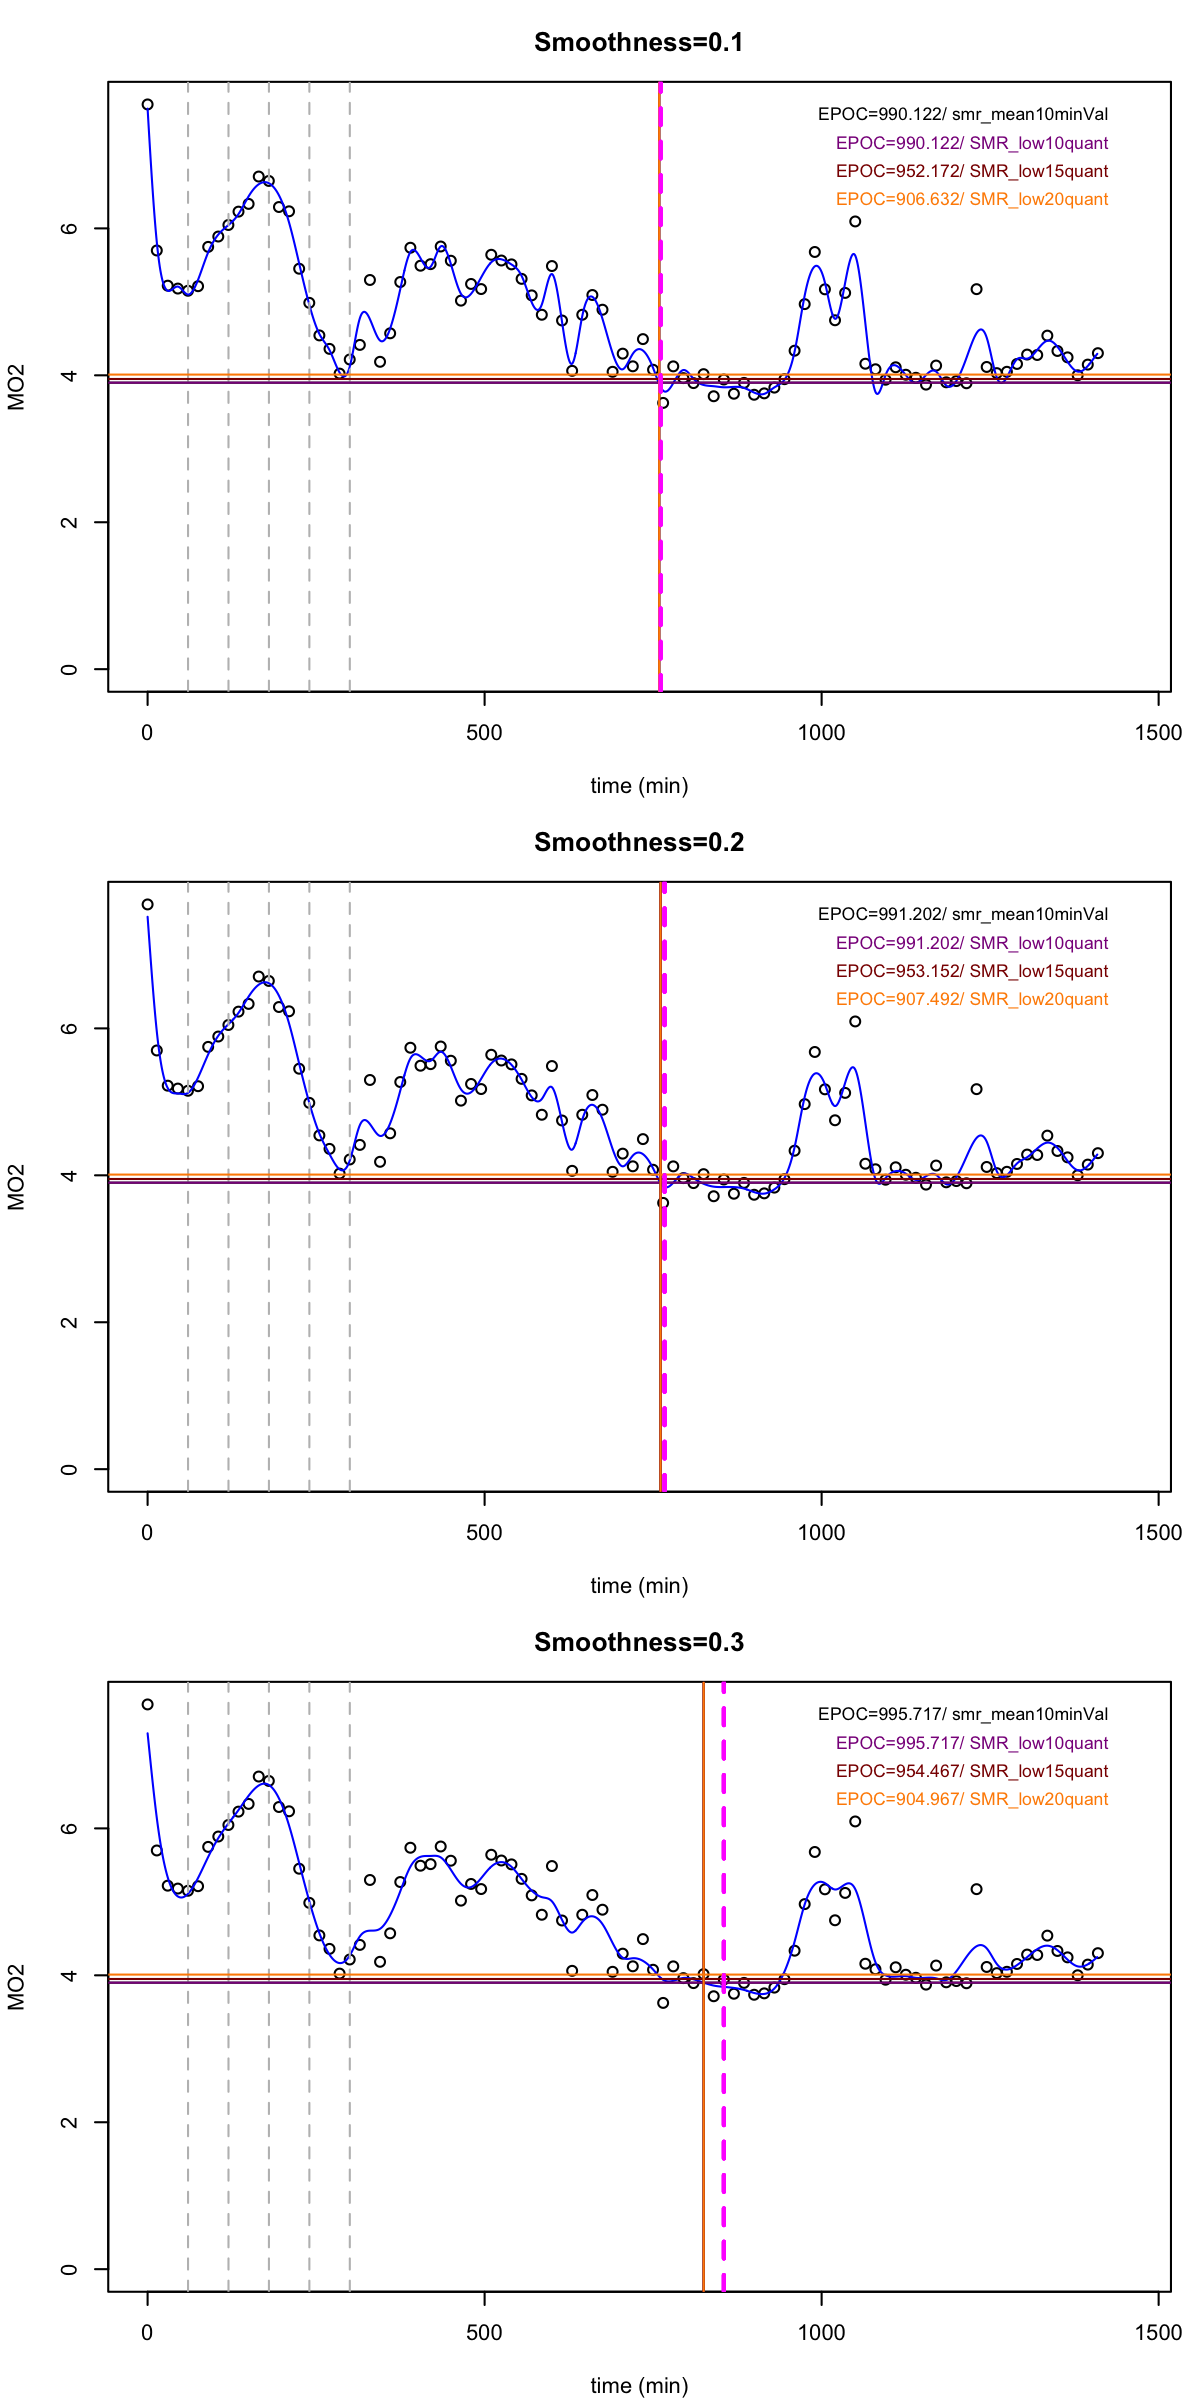 Smoothness=0.1
EPOC=990.122/ smr_mean10minVal
EPOC=990.122/ SMR_low10quant
EPOC=952.172/ SMR_low15quant
EPOC=906.632/ SMR_low20quant
6
4
2
0
MO2
0 500 1000 1500
time (min)
Smoothness=0.2
EPOC=991.202/ smr_mean10minVal
EPOC=991.202/ SMR_low10quant
EPOC=953.152/ SMR_low15quant
EPOC=907.492/ SMR_low20quant
6
4
2
0
MO2
0 500 1000 1500
time (min)
Smoothness=0.3
EPOC=995.717/ smr_mean10minVal
EPOC=995.717/ SMR_low10quant
EPOC=954.467/ SMR_low15quant
EPOC=904.967/ SMR_low20quant
6
4
2
0
MO2
0 500 1000 1500
time (min)